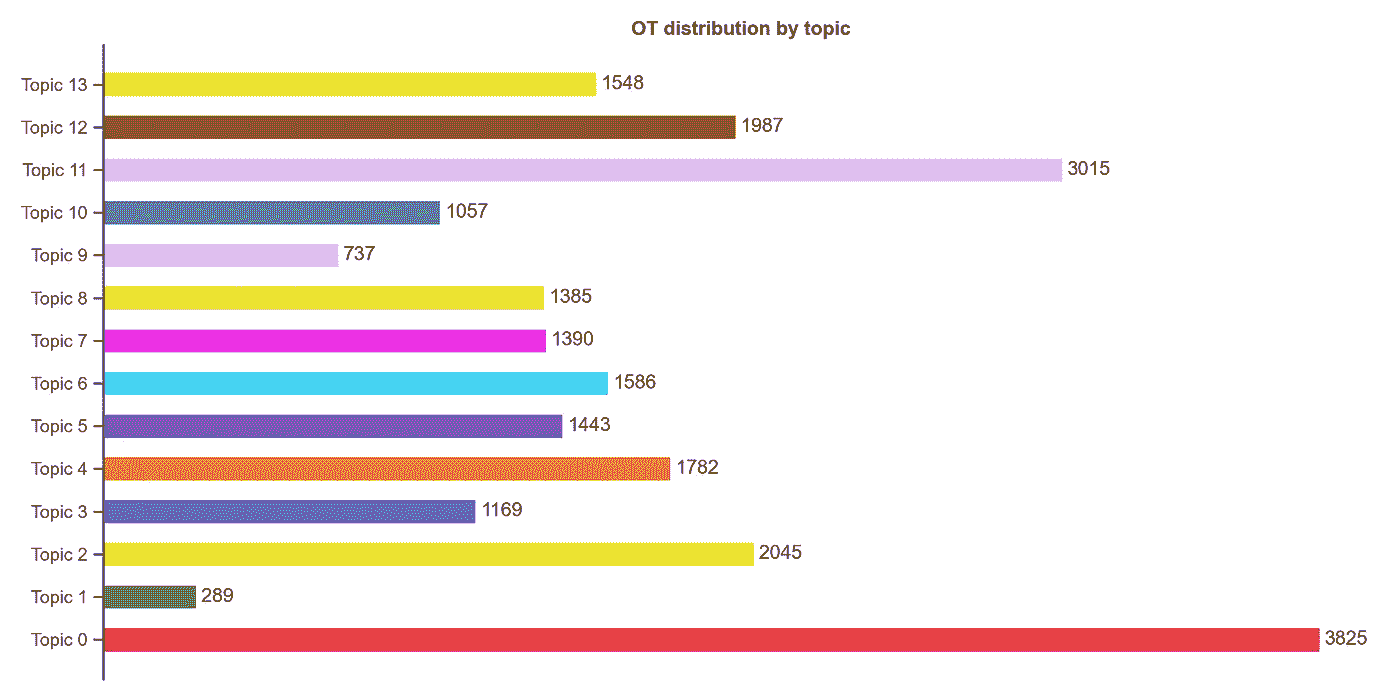 OT distribution by topic
Topic 13 1548
Topic 12 1987
Topic 11 3015
Topic 10 1057
Topic 9 737
Topic 8 1385
Topic 7 1390
Topic 6 1586
Topic 5 1443
Topic 4 1782
Topic 3 1169
Topic 2 2045
Topic 1 289
Topic 0 3825